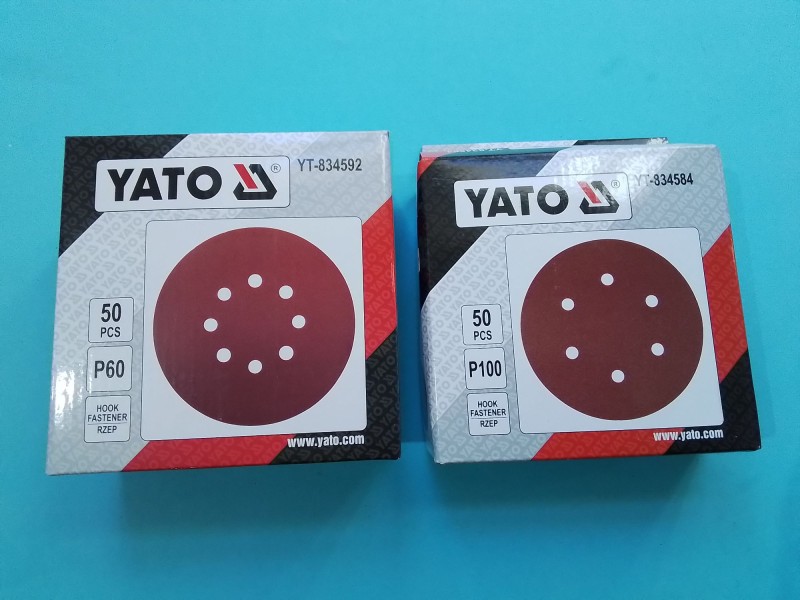 YATO ® YT-834592
50
PCS
P60
HOOK
FASTENER
RZEP
www.yato.com
YATO ® YT-834584
50
PCS
P100
HOOK
FASTENER
RZEP
www.yato.com